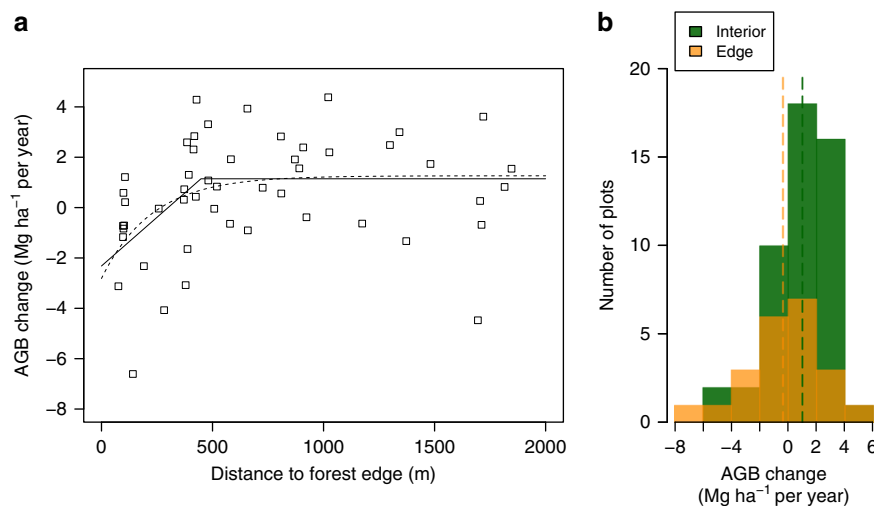 a
AGB change (Mg ha⁻¹ per year)
4
2
0
−2
−4
−6
−8
0 500 1000 1500 2000
Distance to forest edge (m)
b
Interior
Edge
Number of plots
20
15
10
5
0
−8 −4 0 2 4 6
AGB change
(Mg ha⁻¹ per year)